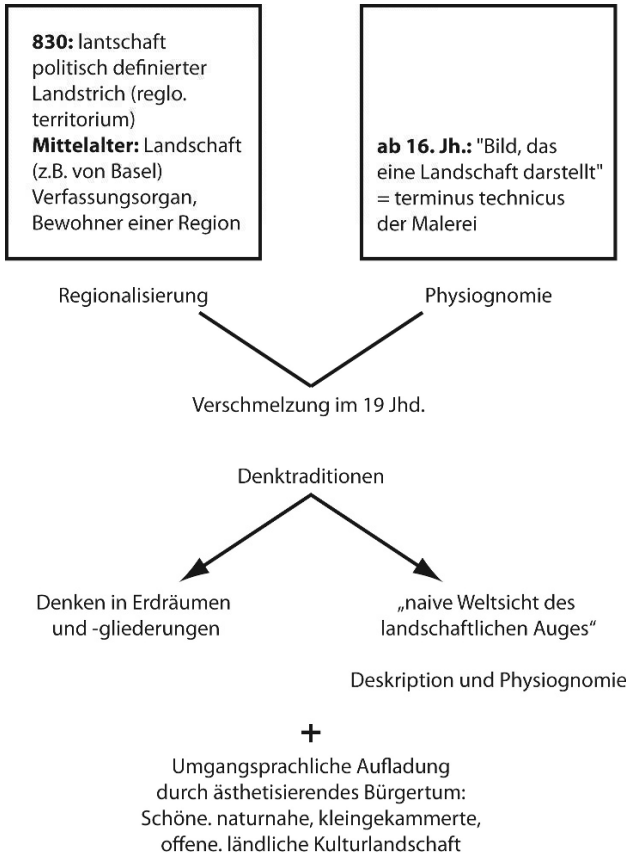 830: lantschaft
politisch definierter
Landstrich (reglo.
territorium)
Mittelalter: Landschaft
(z.B. von Basel)
Verfassungsorgan,
Bewohner einer Region
ab 16. Jh.: "Bild, das
eine Landschaft darstellt"
= terminus technicus
der Malerei
Regionalisierung
Physiognomie
Verschmelzung im 19 Jhd.
Denktraditionen
Denken in Erdräumen
und -gliederungen
„naive Weltsicht des
landschaftlichen Auges“
Deskription und Physiognomie
+
Umgangsprachliche Aufladung
durch ästhetisierendes Bürgertum:
Schöne. naturnahe, kleingekammerte,
offene. ländliche Kulturlandschaft